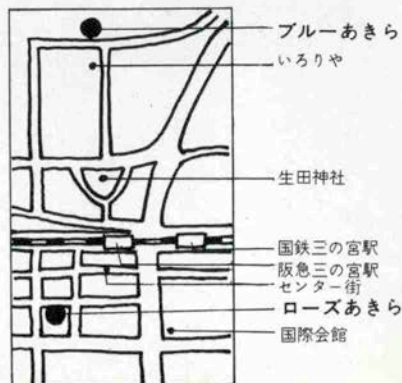 ブルーあきら
いろりや
生田神社
国鉄三の宮駅
阪急三の宮駅
センター街
ローズあきら
国際会館